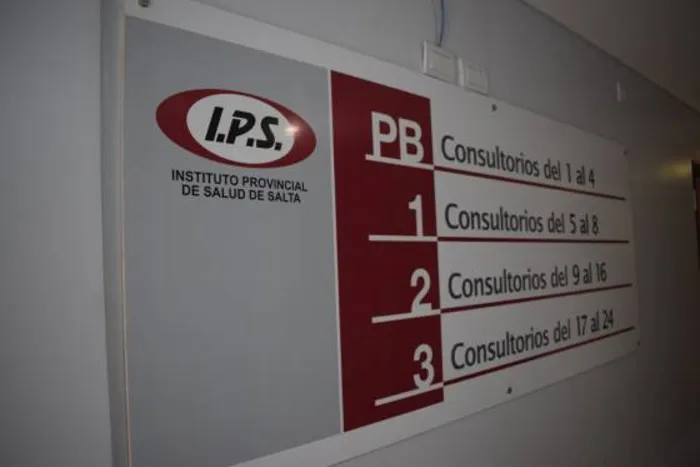 I.P.S.
INSTITUTO PROVINCIAL
DE SALUD DE SALTA
PB Consultorios del 1 al 4
1 Consultorios del 5 al 8
2 Consultorios del 9 al 16
3 Consultorios del 17 al 24